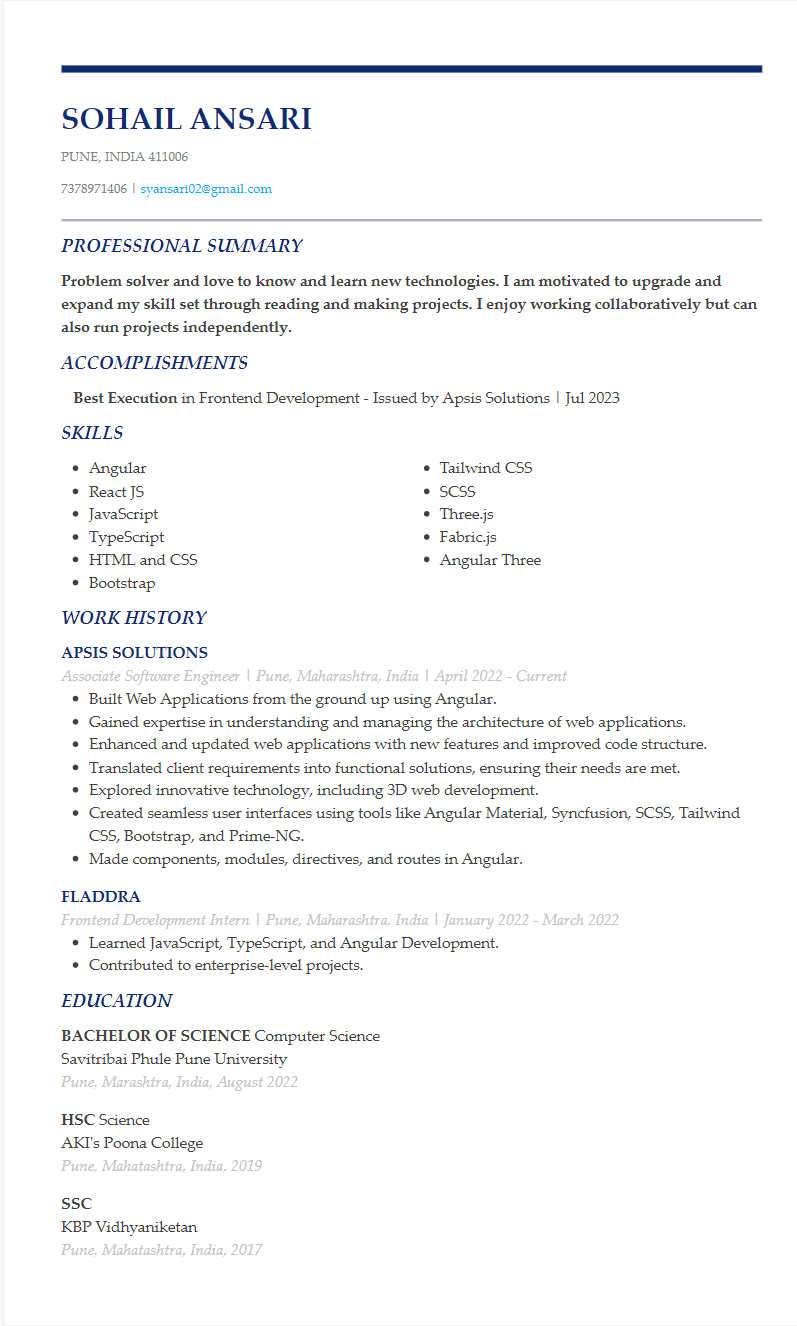 SOHAIL ANSARI
PUNE, INDIA 411006
7378971406 | syansari02@gmail.com
PROFESSIONAL SUMMARY
Problem solver and love to know and learn new technologies. I am motivated to upgrade and
expand my skill set through reading and making projects. I enjoy working collaboratively but can
also run projects independently.
ACCOMPLISHMENTS
Best Execution in Frontend Development - Issued by Apsis Solutions | Jul 2023
SKILLS
• Angular
• React JS
• JavaScript
• TypeScript
• HTML and CSS
• Bootstrap
• Tailwind CSS
• SCSS
• Three.js
• Fabric.js
• Angular Three
WORK HISTORY
APSIS SOLUTIONS
Associate Software Engineer | Pune, Maharashtra, India | April 2022 - Current
• Built Web Applications from the ground up using Angular.
• Gained expertise in understanding and managing the architecture of web applications.
• Enhanced and updated web applications with new features and improved code structure.
• Translated client requirements into functional solutions, ensuring their needs are met.
• Explored innovative technology, including 3D web development.
• Created seamless user interfaces using tools like Angular Material, Syncfusion, SCSS, Tailwind
CSS, Bootstrap, and Prime-NG.
• Made components, modules, directives, and routes in Angular.
FLADDRA
Frontend Development Intern | Pune, Maharashtra, India | January 2022 - March 2022
• Learned JavaScript, TypeScript, and Angular Development.
• Contributed to enterprise-level projects.
EDUCATION
BACHELOR OF SCIENCE Computer Science
Savitribai Phule Pune University
Pune, Marashtra, India, August 2022
HSC Science
AKI's Poona College
Pune, Mahatashtra, India, 2019
SSC
KBP Vidhyaniketan
Pune, Mahatashtra, India, 2017